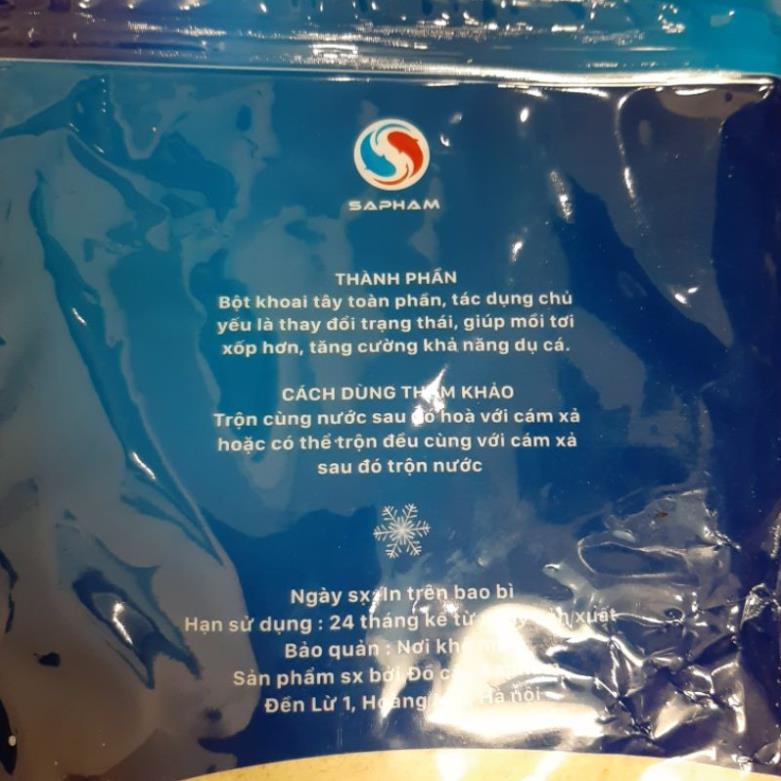 SAPHAM
THÀNH PHẦN
Bột khoai tây toàn phần, tác dụng chủ
yếu là thay đổi trạng thái, giúp mồi tơi
xốp hơn, tăng cường khả năng dụ cá.
CÁCH DÙNG THAM KHẢO
Trộn cùng nước sau đó hoà với cám xả
hoặc có thể trộn đều cùng với cám xả
sau đó trộn nước
Ngày sx: In trên bao bì
Hạn sử dụng : 24 tháng kể từ xuất
Bảo quản : Nơi
Sản phẩm sx bởi Đồ
Đền Lừ 1, Hoàng Hà nội